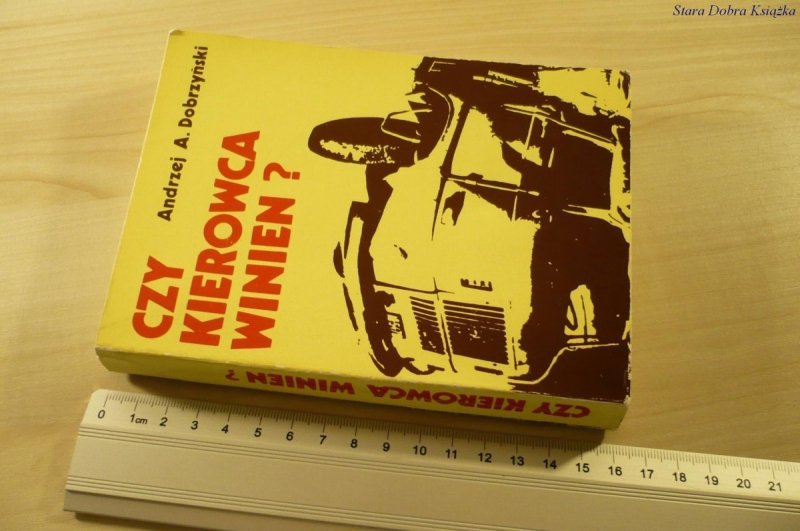 Stara Dobra Książka
Andrzej A. Dobrzyński
CZY
KIEROWCA
WINIEN?
CZY KIEROWCA WINIEN?
0 1cm 2 3 4 5 6 7 8 9 10 11 12 13 14 15 16 17 18 19 20 21